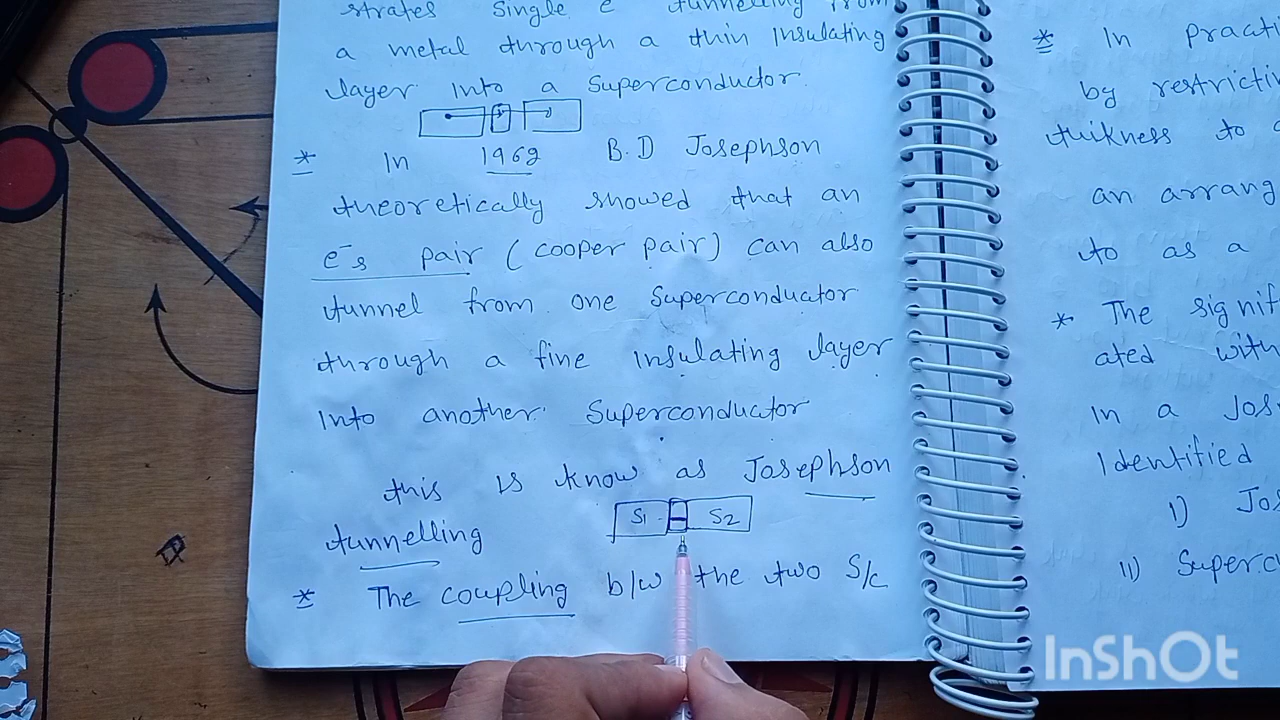 strates single e tunnelling from
a metal through a thin Insulating
layer Into a Superconductor
* In 1962 B.D Josephson
theoretically showed that an
e⁻s pair (cooper pair) can also
tunnel from one Superconductor
through a fine Insulating layer
Into another Superconductor
this is know as Josephson
S1 S2
tunnelling
* The coupling b/w the two S/c
* In Practi
by restricti
thikness to
an arrang
to as a
* The signif
ated with
In a Jos
Identified
I) Jos
II) Superc
InShOt